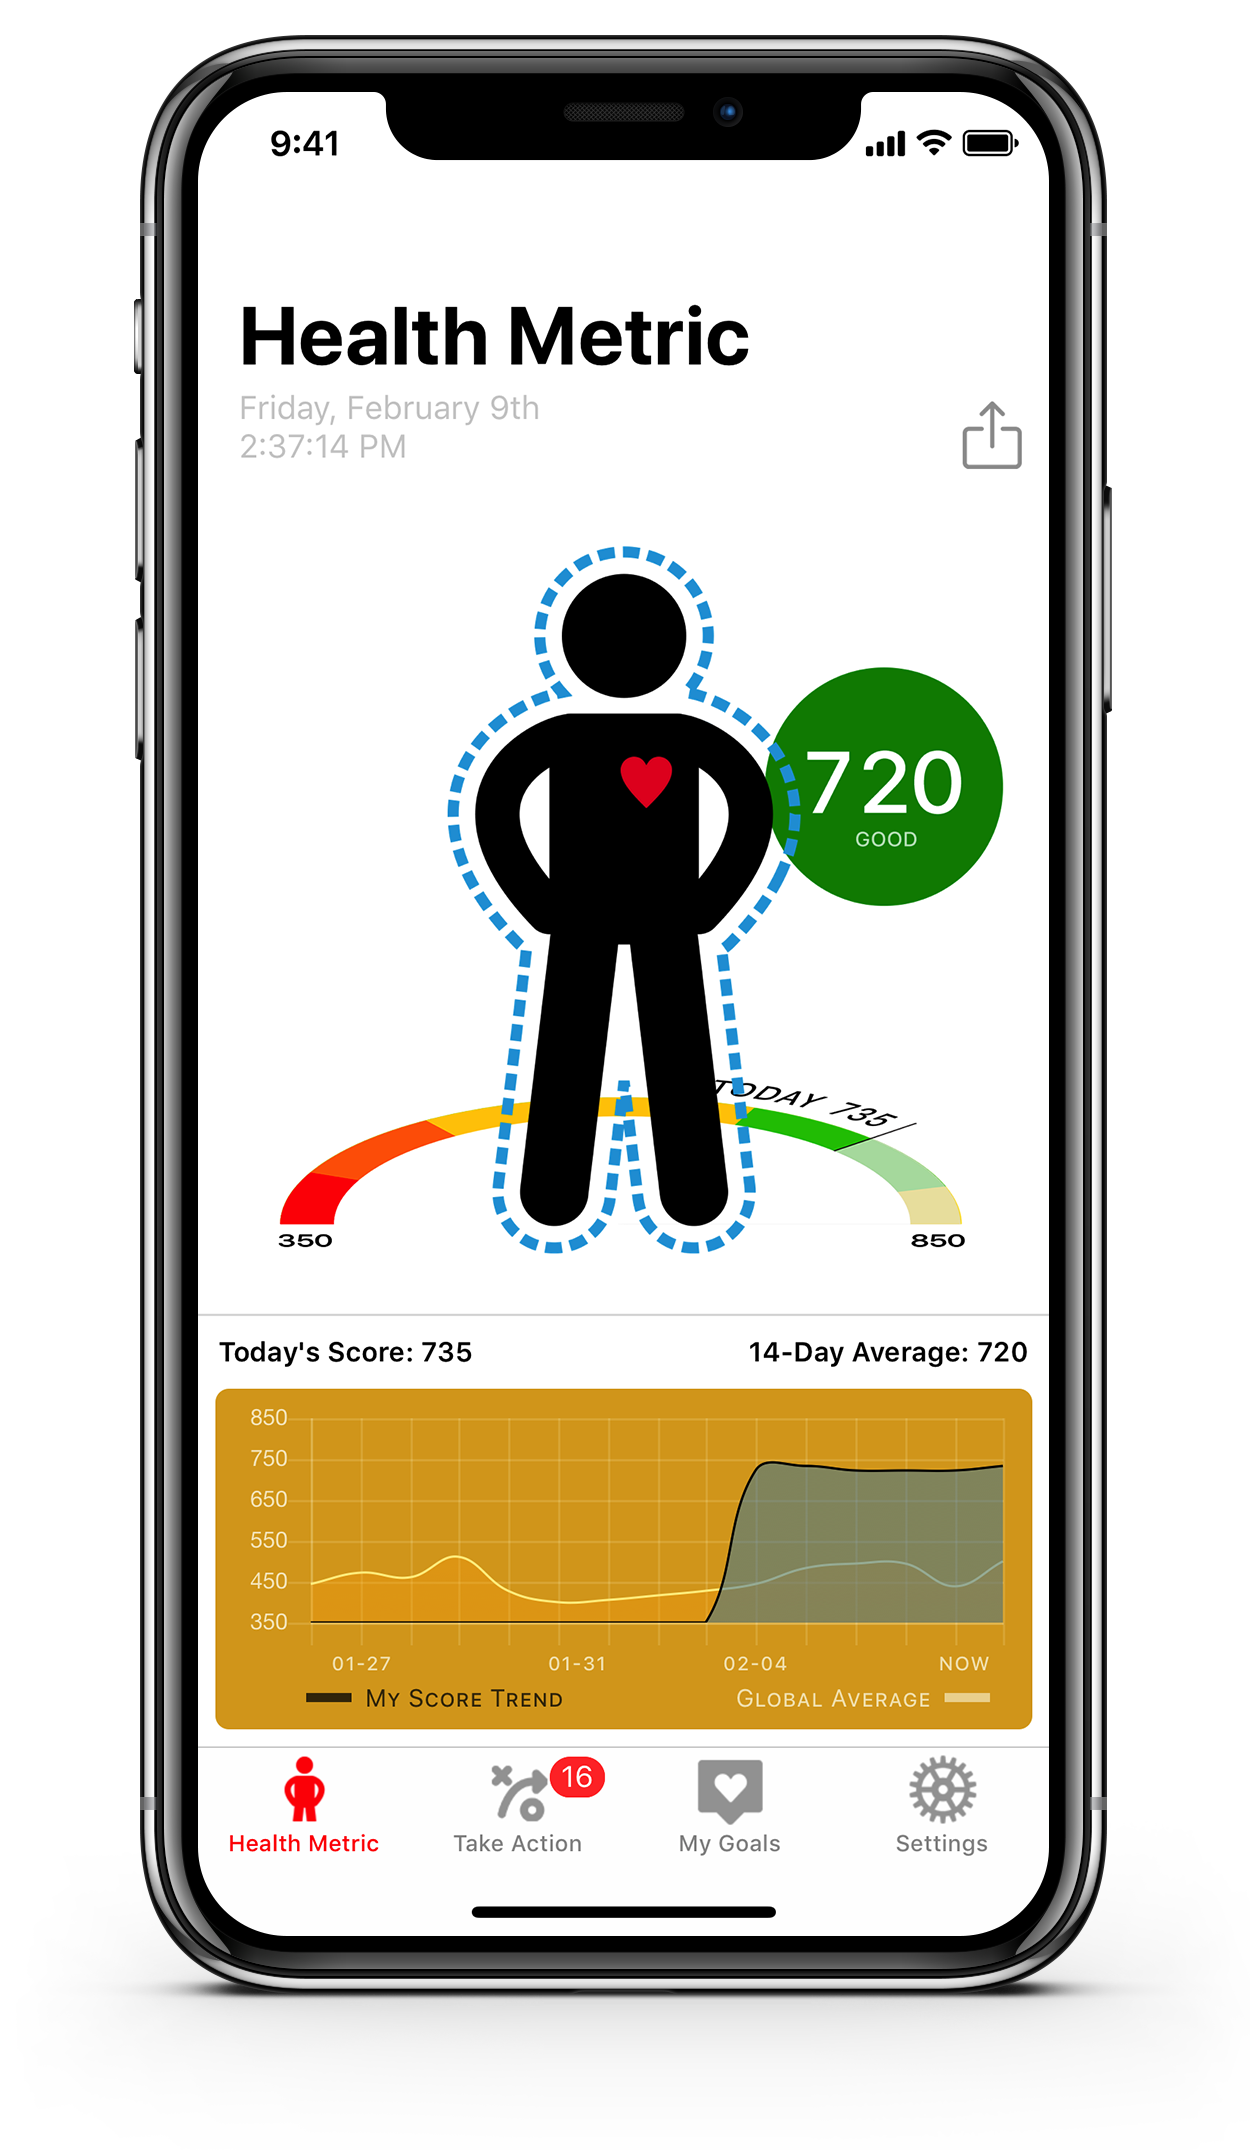 9:41
Health Metric
Friday, February 9th
2:37:14 PM
720
GOOD
TODAY 735
350
850
Today's Score: 735
14-Day Average: 720
850
750
650
550
450
350
01-27
01-31
02-04
NOW
My Score Trend
Global Average
16
Health Metric
Take Action
My Goals
Settings